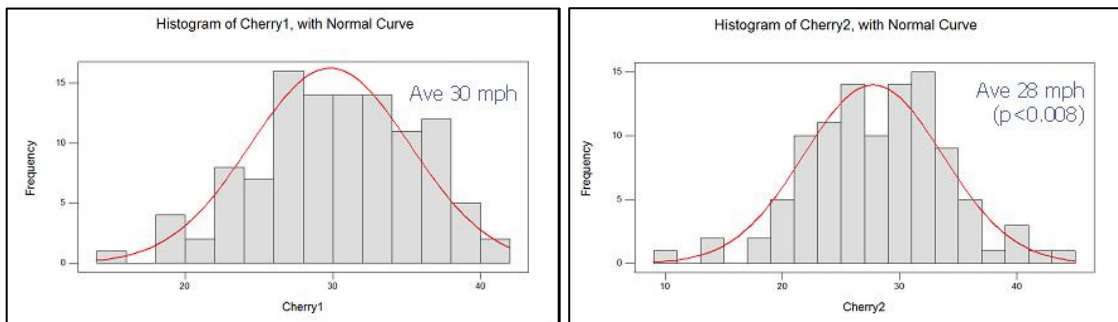 Histogram of Cherry1, with Normal Curve
Ave 30 mph
Frequency
15
10
5
0
20
30
40
Cherry1
Histogram of Cherry2, with Normal Curve
Ave 28 mph
(p<0.008)
Frequency
15
10
5
0
10
20
30
40
Cherry2